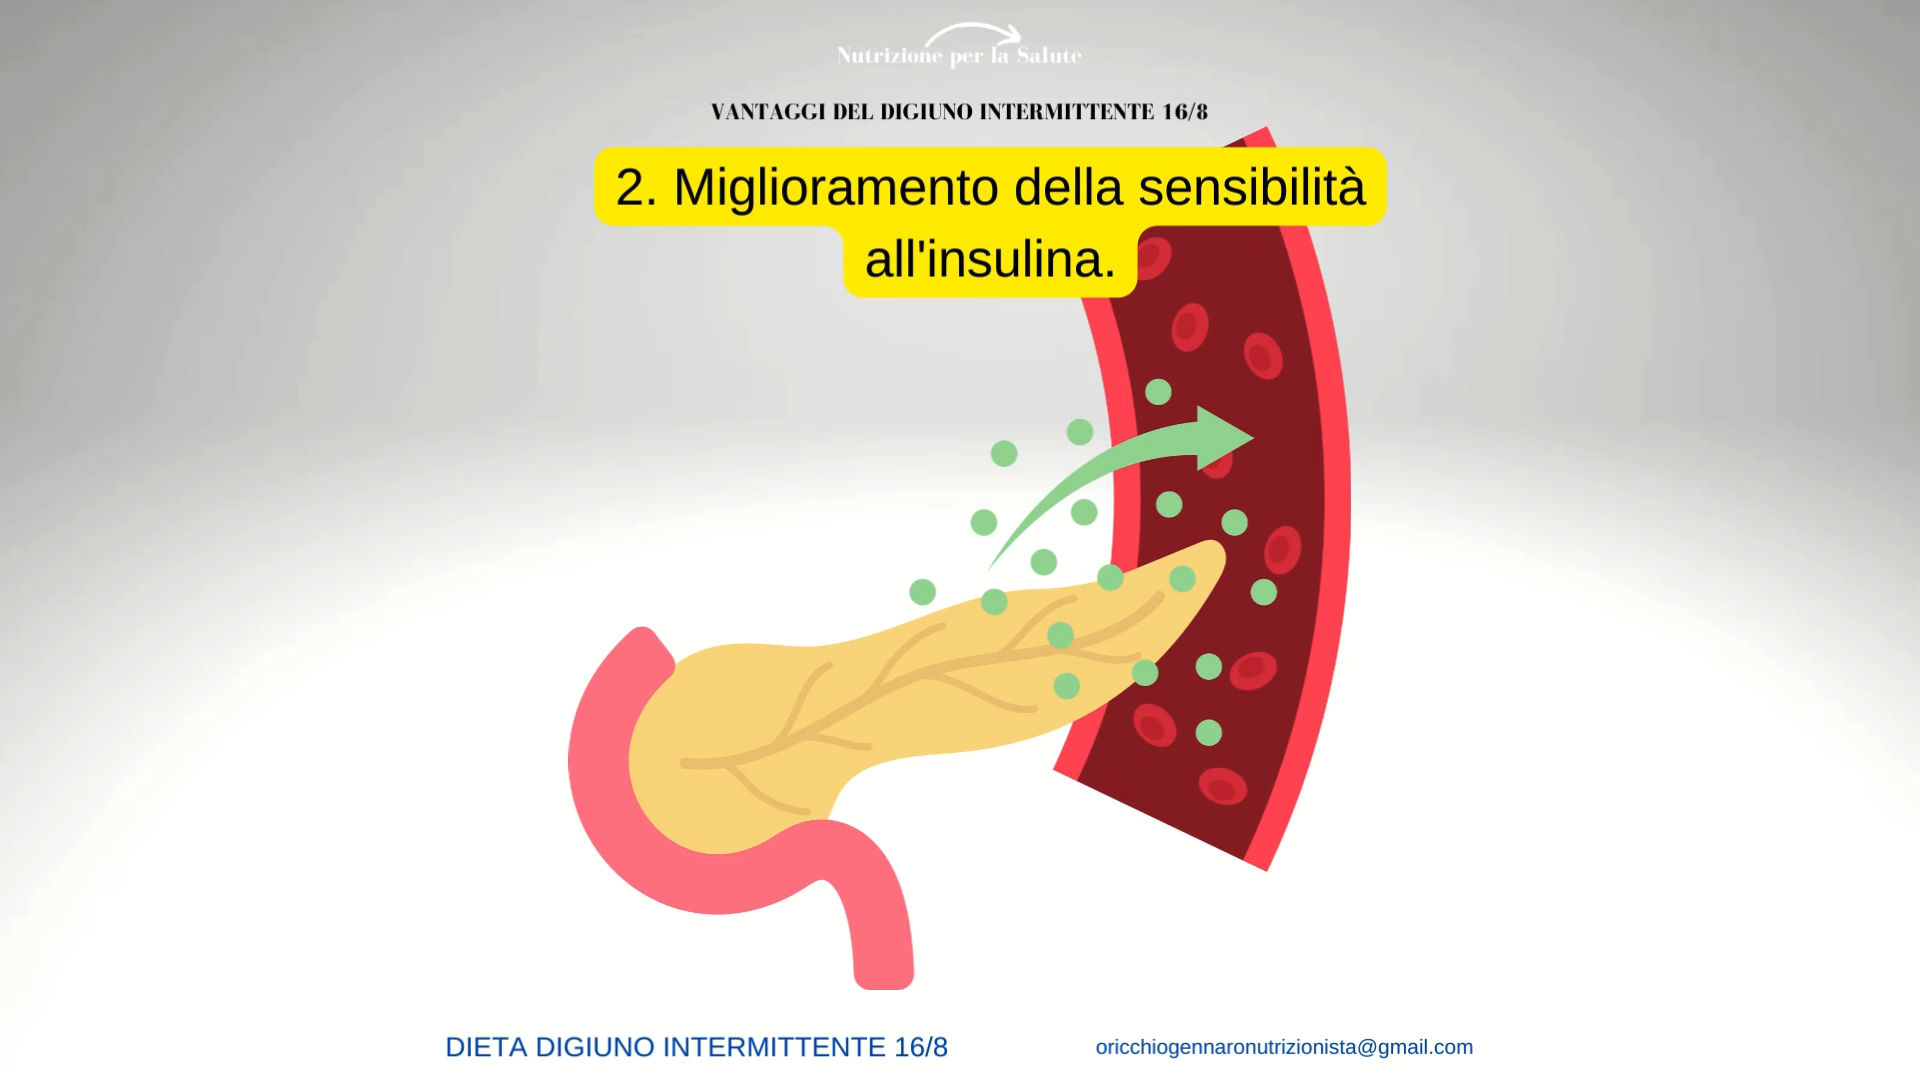 Nutrizione per la Salute
VANTAGGI DEL DIGIUNO INTERMITTENTE 16/8
2. Miglioramento della sensibilità
all'insulina.
DIETA DIGIUNO INTERMITTENTE 16/8
oricchiogennaronutrizionista@gmail.com